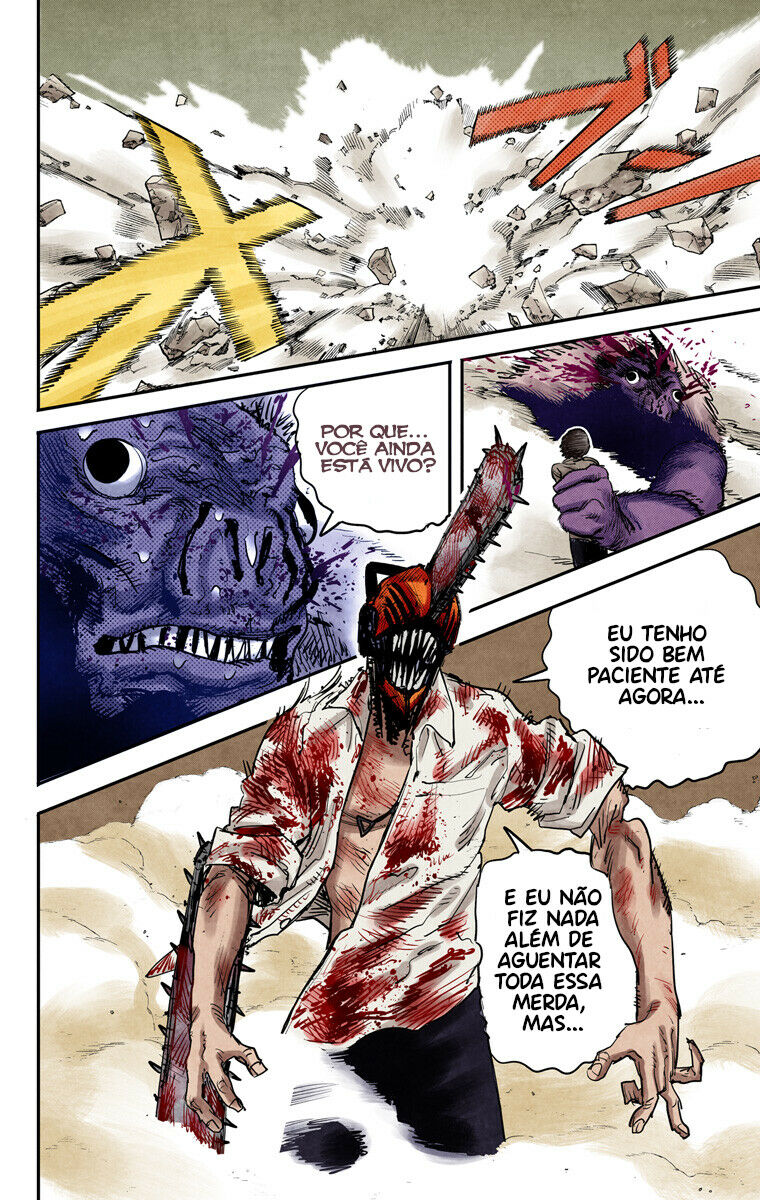 POR QUE...
VOCÊ AINDA
ESTÁ VIVO?
EU TENHO
SIDO BEM
PACIENTE ATÉ
AGORA...
E EU NÃO
FIZ NADA
ALÉM DE
AGUENTAR
TODA ESSA
MERDA,
MAS...